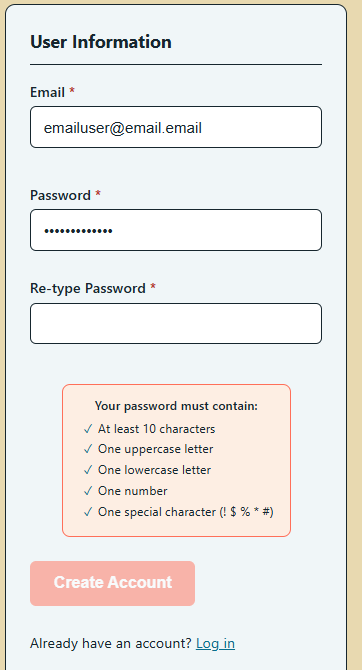 User Information
Email *
emailuser@email.email
Password *
•••••••••••••
Re-type Password *
Your password must contain:
✓ At least 10 characters
✓ One uppercase letter
✓ One lowercase letter
✓ One number
✓ One special character (! $ % * #)
Create Account
Already have an account? Log in